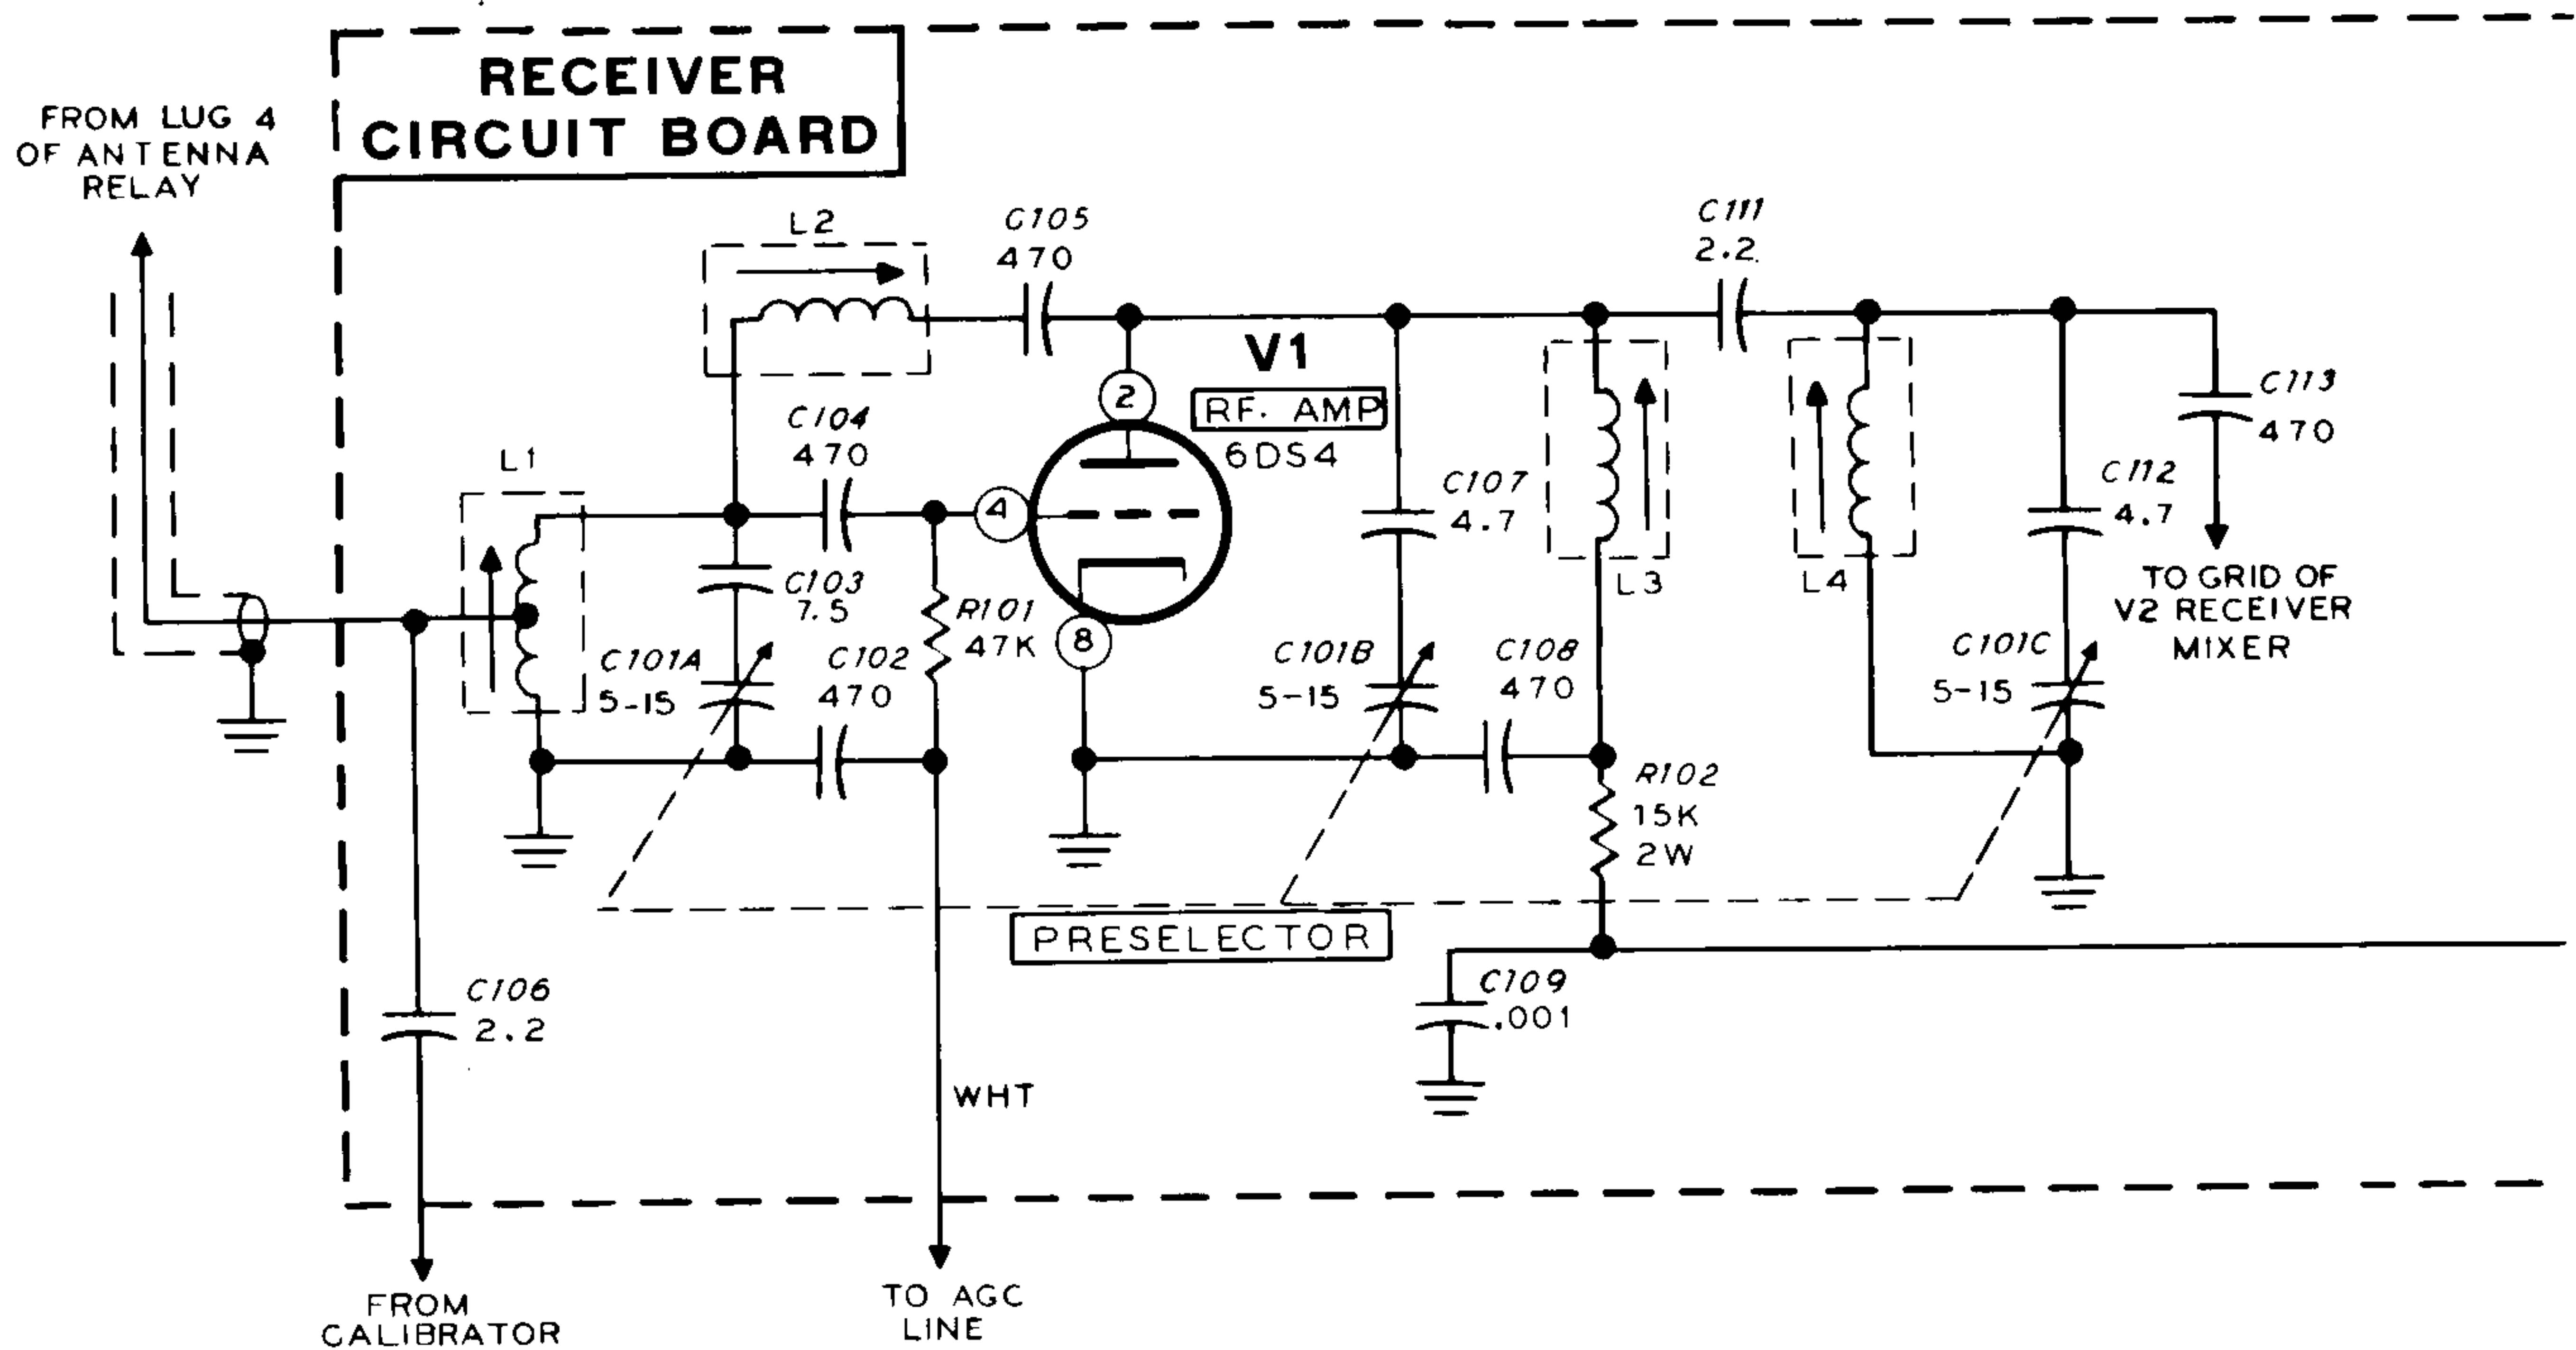 RECEIVER
CIRCUIT BOARD
FROM LUG 4
OF ANTENNA
RELAY
L2
C105
470
C111
2.2
V1
RF. AMP
6DS4
2
C104
470
L1
4
C103
7.5
R101
47K
8
C101A
5-15
C102
470
C107
4.7
C101B
5-15
C108
470
L3
L4
C113
470
C112
4.7
TO GRID OF
V2 RECEIVER
MIXER
C101C
5-15
R102
15K
2W
PRESELECTOR
C109
.001
C106
2.2
WHT
FROM
CALIBRATOR
TO AGC
LINE